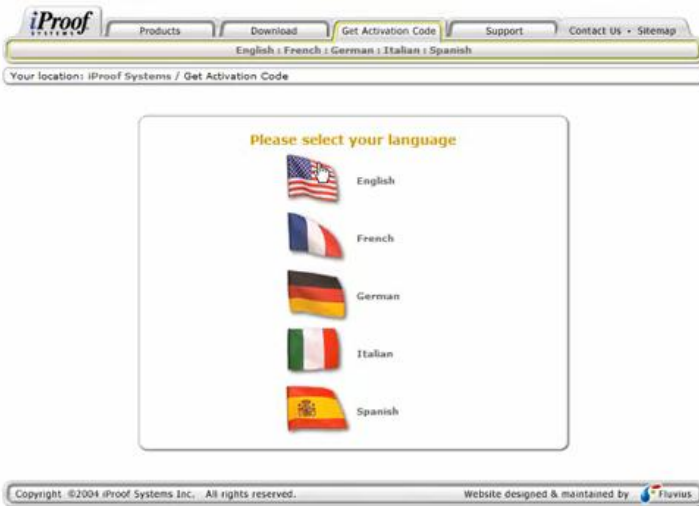 iProof
SYSTEMS
Products
Download
Get Activation Code
Support
Contact Us • Sitemap
English : French : German : Italian : Spanish
Your location: iProof Systems / Get Activation Code
Please select your language
English
French
German
Italian
Spanish
Copyright ©2004 iProof Systems Inc. All rights reserved.
Website designed & maintained by Fluvius